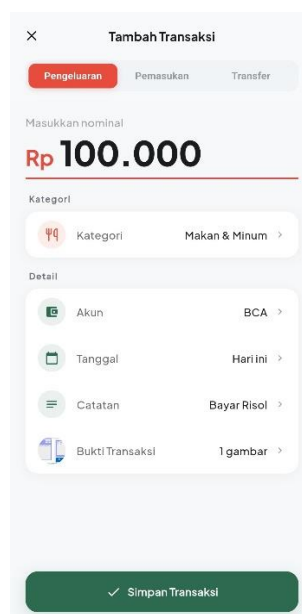 Tambah Transaksi
Pengeluaran Pemasukan Transfer
Masukkan nominal
Rp 100.000
Kategori
Kategori Makan & Minum
Detail
Akun BCA
Tanggal Hari ini
Catatan Bayar Risol
Bukti Transaksi 1 gambar
Simpan Transaksi